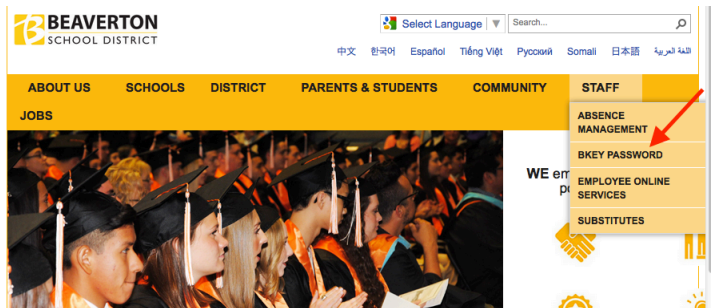 BEAVERTON
SCHOOL DISTRICT
Select Language ▼
Search...
中文 한국어 Español Tiếng Việt Русский Somali 日本語 اللغة العربية
ABOUT US SCHOOLS DISTRICT PARENTS & STUDENTS COMMUNITY STAFF
JOBS
ABSENCE
MANAGEMENT
BKEY PASSWORD
EMPLOYEE ONLINE
SERVICES
SUBSTITUTES
WE